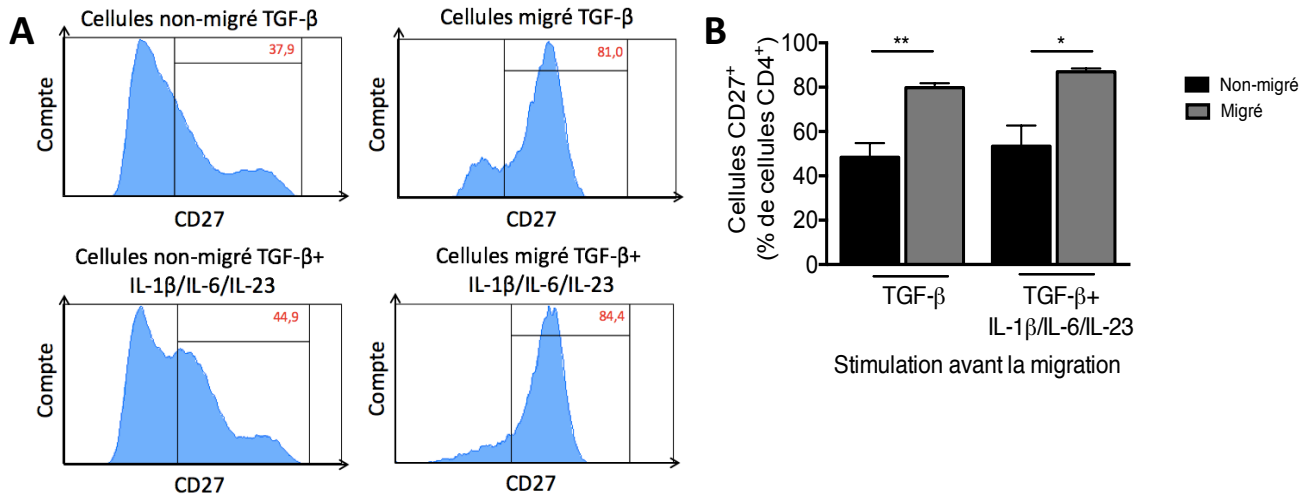 A
Cellules non-migré TGF-β
37,9
Compte
CD27
Cellules migré TGF-β
81,0
Compte
CD27
Cellules non-migré TGF-β+
IL-1β/IL-6/IL-23
44,9
Compte
CD27
Cellules migré TGF-β+
IL-1β/IL-6/IL-23
84,4
Compte
CD27
B
Cellules CD27⁺
(% de cellules CD4⁺)
100
80
60
40
20
0
**
*
TGF-β
TGF-β+
IL-1β/IL-6/IL-23
Stimulation avant la migration
Non-migré
Migré